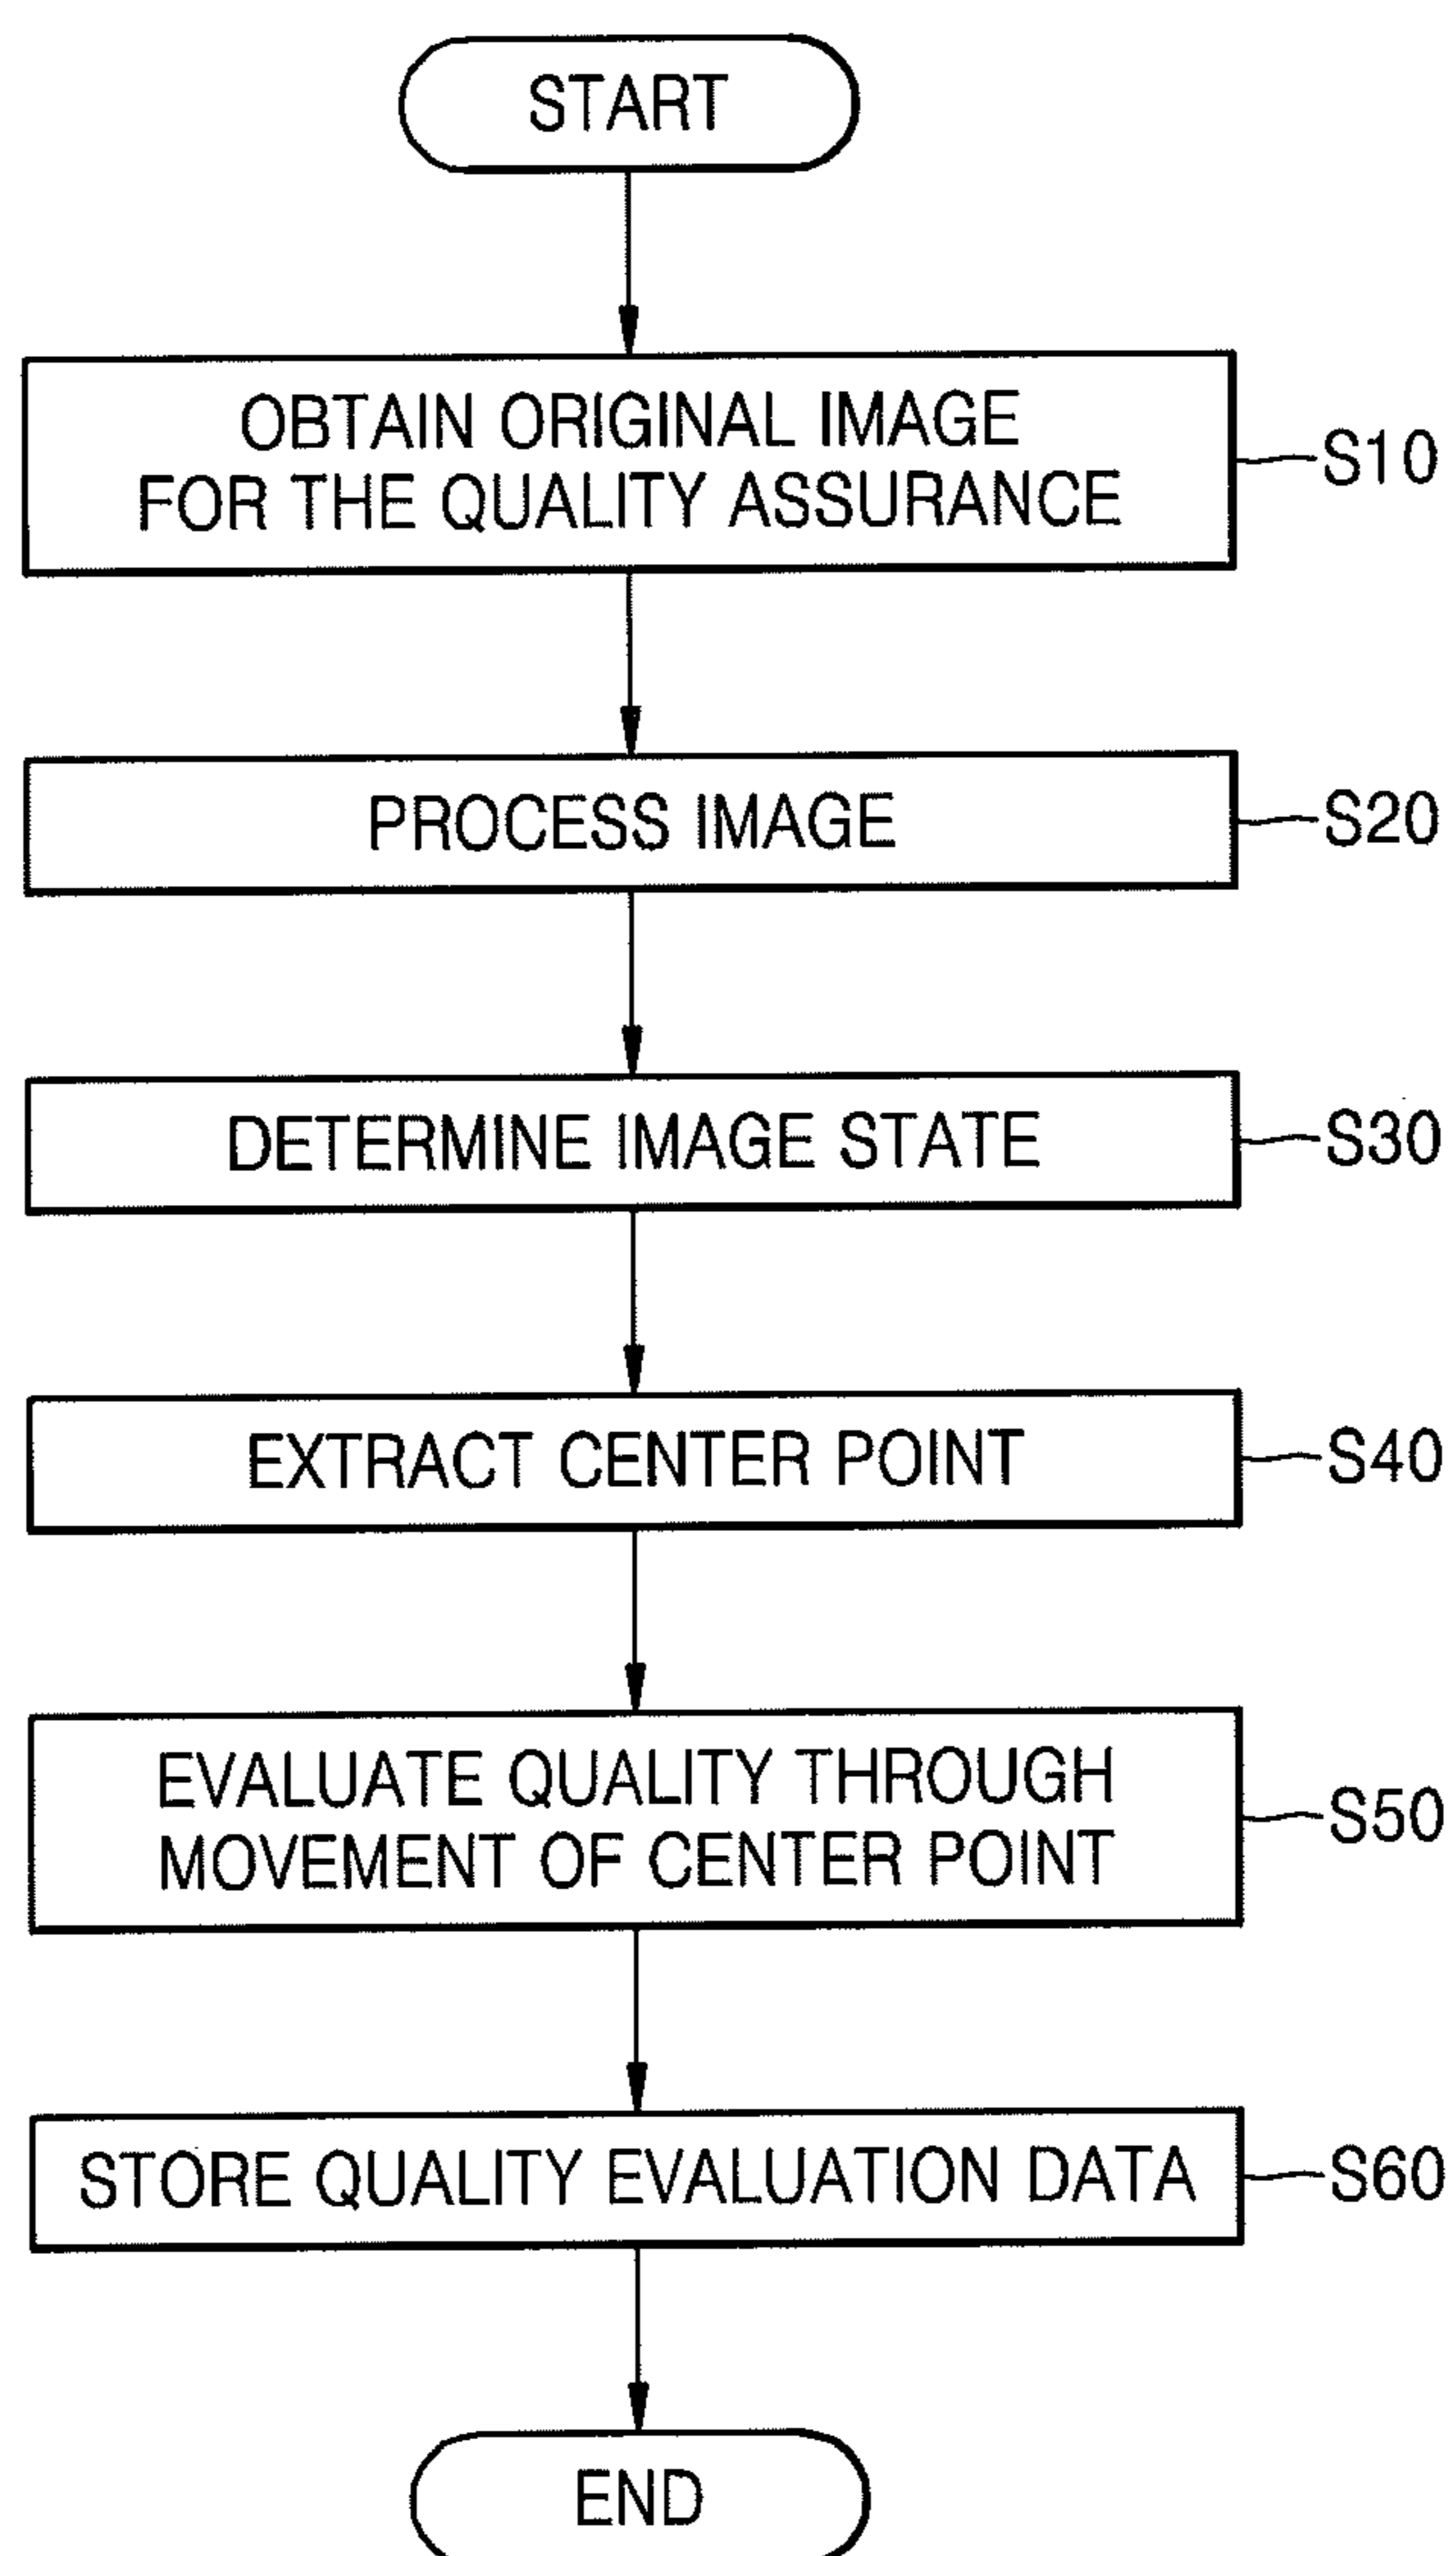 START
OBTAIN ORIGINAL IMAGE
FOR THE QUALITY ASSURANCE
S10
PROCESS IMAGE
S20
DETERMINE IMAGE STATE
S30
EXTRACT CENTER POINT
S40
EVALUATE QUALITY THROUGH
MOVEMENT OF CENTER POINT
S50
STORE QUALITY EVALUATION DATA
S60
END